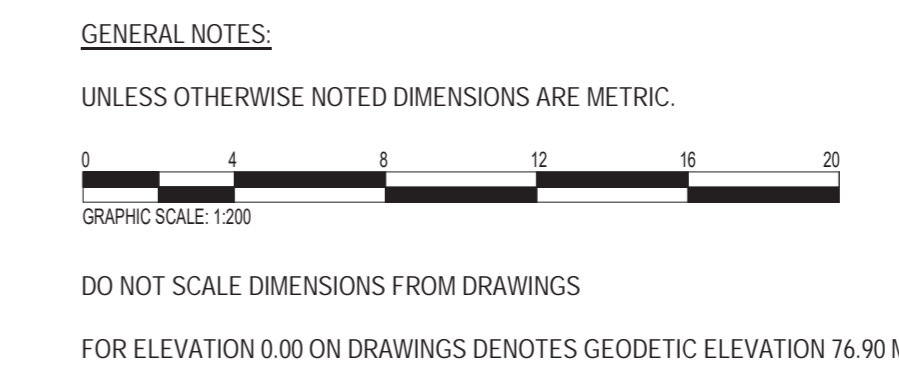 GENERAL NOTES:
UNLESS OTHERWISE NOTED DIMENSIONS ARE METRIC.
0 4 8 12 16 20
GRAPHIC SCALE: 1:200
DO NOT SCALE DIMENSIONS FROM DRAWINGS
FOR ELEVATION 0.00 ON DRAWINGS DENOTES GEODETIC ELEVATION 76.90